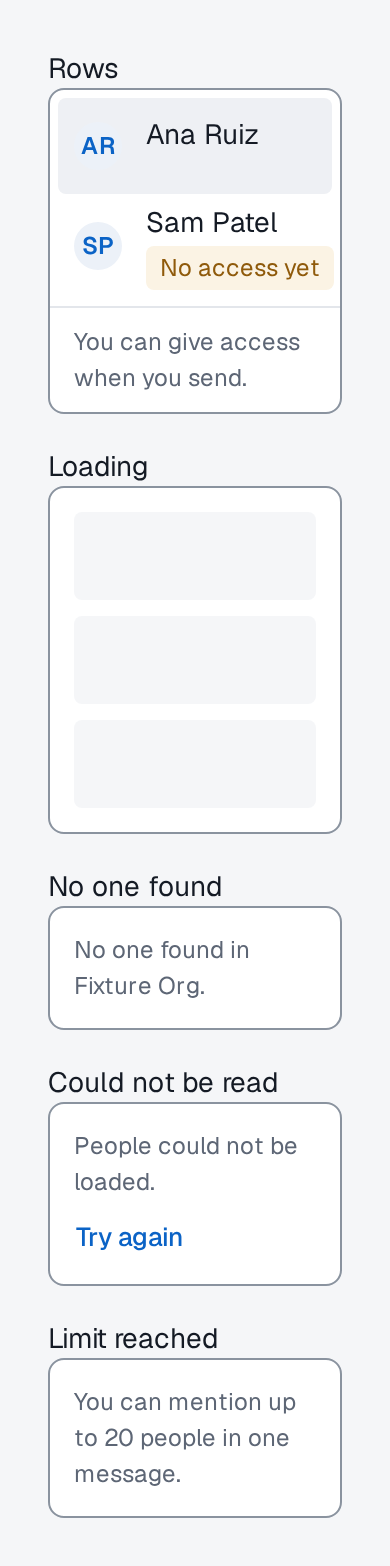 Rows
AR
Ana Ruiz
SP
Sam Patel
No access yet
You can give access
when you send.
Loading
No one found
No one found in
Fixture Org.
Could not be read
People could not be
loaded.
Try again
Limit reached
You can mention up
to 20 people in one
message.